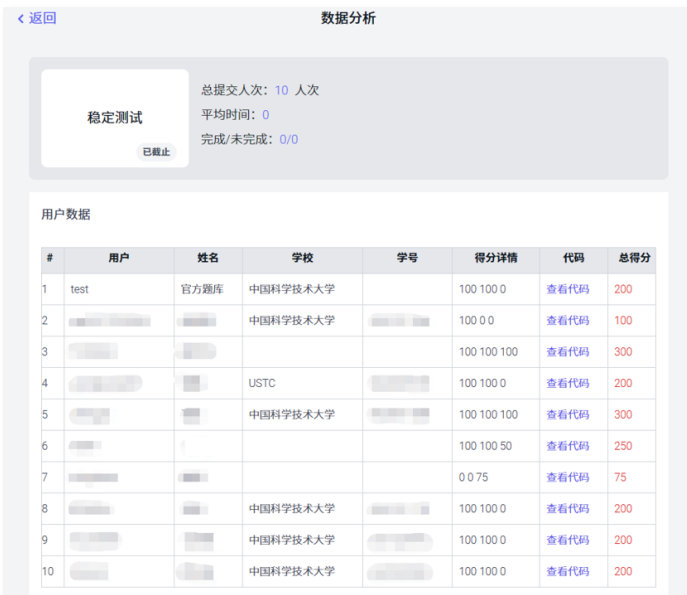 返回
数据分析
稳定测试
已截止
总提交人次：10 人次
平均时间：0
完成/未完成：0/0
用户数据
# 用户 姓名 学校 学号 得分详情 代码 总得分
1 test 官方题库 中国科学技术大学 100 100 0 查看代码 200
2 中国科学技术大学 100 0 0 查看代码 100
3 100 100 100 查看代码 300
4 USTC 100 100 0 查看代码 200
5 中国科学技术大学 100 100 100 查看代码 300
6 100 100 50 查看代码 250
7 0 0 75 查看代码 75
8 中国科学技术大学 100 100 0 查看代码 200
9 中国科学技术大学 100 100 0 查看代码 200
10 中国科学技术大学 100 100 0 查看代码 200